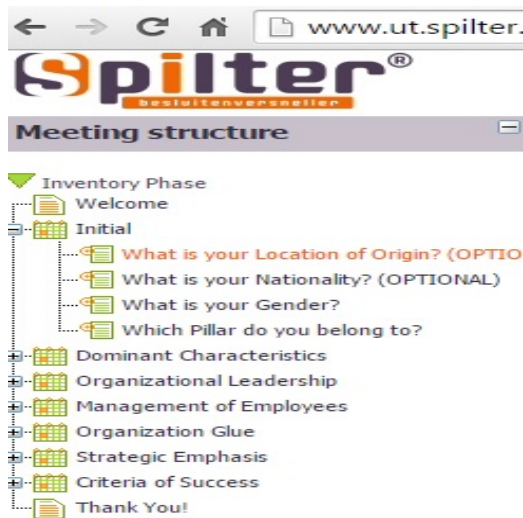 www.ut.spilter.
Spilter®
besluitenversneller
Meeting structure
Inventory Phase
Welcome
Initial
What is your Location of Origin? (OPTIO
What is your Nationality? (OPTIONAL)
What is your Gender?
Which Pillar do you belong to?
Dominant Characteristics
Organizational Leadership
Management of Employees
Organization Glue
Strategic Emphasis
Criteria of Success
Thank You!